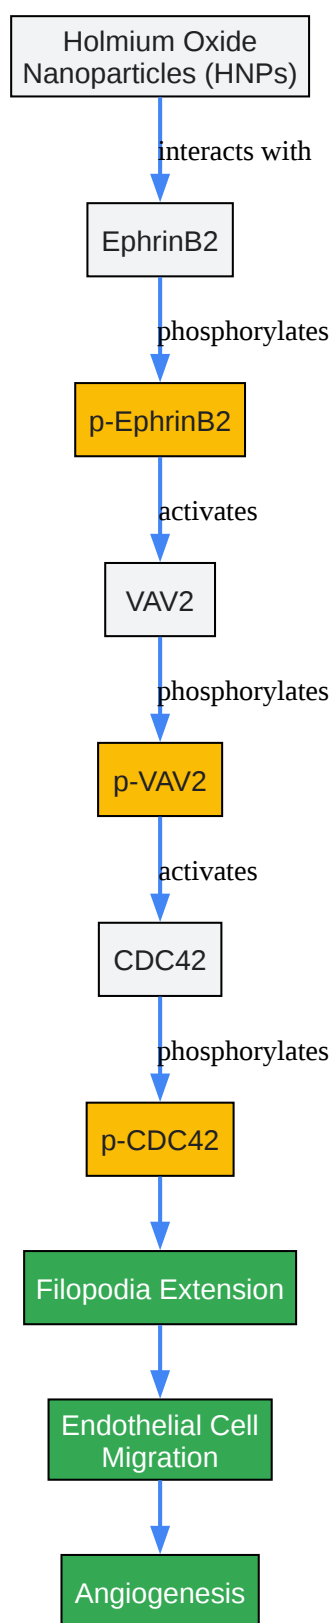 Holmium Oxide
Nanoparticles (HNPs)
interacts with
EphrinB2
phosphorylates
p-EphrinB2
activates
VAV2
phosphorylates
p-VAV2
activates
CDC42
phosphorylates
p-CDC42
Filopodia Extension
Endothelial Cell
Migration
Angiogenesis